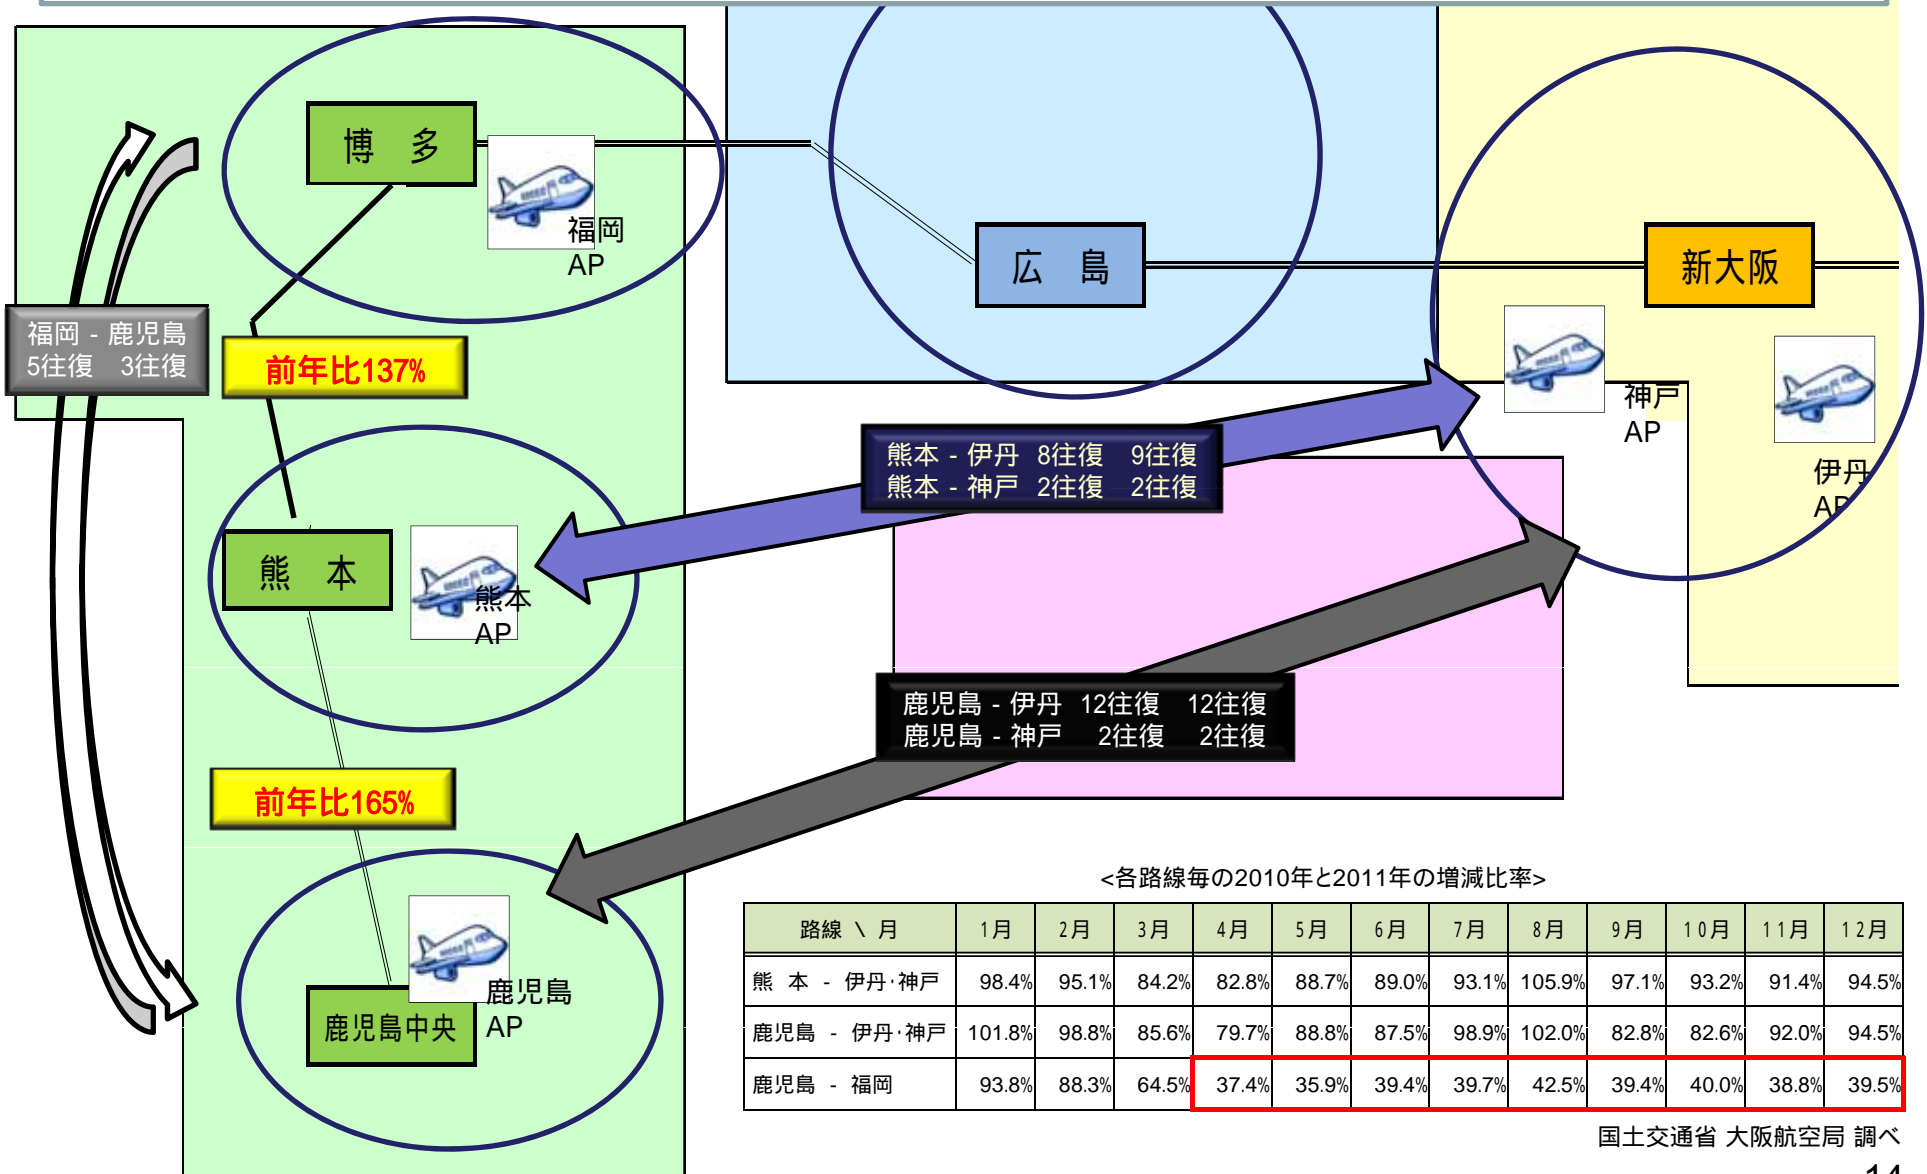 博 多
福岡
AP
広 島
新大阪
福岡 - 鹿児島
5往復 3往復
前年比137%
神戸
AP
伊丹
AP
熊本 - 伊丹 8往復 9往復
熊本 - 神戸 2往復 2往復
熊 本
熊本
AP
鹿児島 - 伊丹 12往復 12往復
鹿児島 - 神戸 2往復 2往復
前年比165%
鹿児島
AP
鹿児島中央
<各路線毎の2010年と2011年の増減比率>
路線 \ 月 1月 2月 3月 4月 5月 6月 7月 8月 9月 10月 11月 12月
熊 本 - 伊丹・神戸 98.4% 95.1% 84.2% 82.8% 88.7% 89.0% 93.1% 105.9% 97.1% 93.2% 91.4% 94.5%
鹿児島 - 伊丹・神戸 101.8% 98.8% 85.6% 79.7% 88.8% 87.5% 98.9% 102.0% 82.8% 82.6% 92.0% 94.5%
鹿児島 - 福岡 93.8% 88.3% 64.5% 37.4% 35.9% 39.4% 39.7% 42.5% 39.4% 40.0% 38.8% 39.5%
国土交通省 大阪航空局 調べ
14